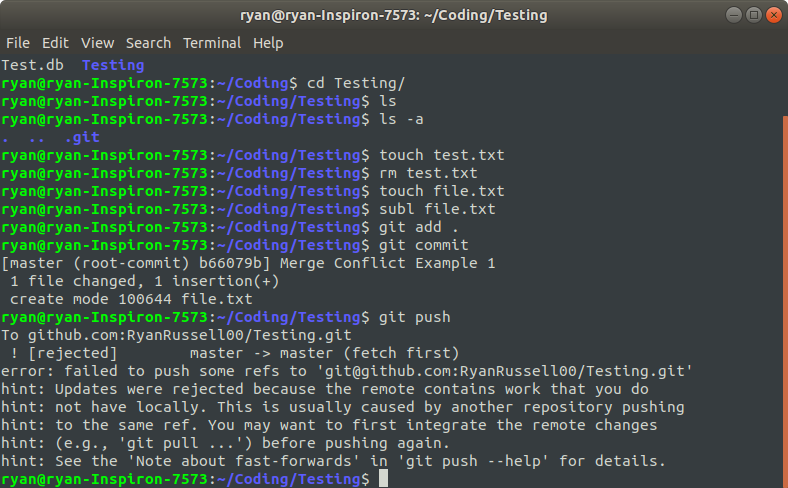 ryan@ryan-Inspiron-7573: ~/Coding/Testing
File Edit View Search Terminal Help
Test.db  Testing
ryan@ryan-Inspiron-7573:~/Coding$ cd Testing/
ryan@ryan-Inspiron-7573:~/Coding/Testing$ ls
ryan@ryan-Inspiron-7573:~/Coding/Testing$ ls -a
.  ..  .git
ryan@ryan-Inspiron-7573:~/Coding/Testing$ touch test.txt
ryan@ryan-Inspiron-7573:~/Coding/Testing$ rm test.txt
ryan@ryan-Inspiron-7573:~/Coding/Testing$ touch file.txt
ryan@ryan-Inspiron-7573:~/Coding/Testing$ subl file.txt
ryan@ryan-Inspiron-7573:~/Coding/Testing$ git add .
ryan@ryan-Inspiron-7573:~/Coding/Testing$ git commit
[master (root-commit) b66079b] Merge Conflict Example 1
 1 file changed, 1 insertion(+)
 create mode 100644 file.txt
ryan@ryan-Inspiron-7573:~/Coding/Testing$ git push
To github.com:RyanRussell00/Testing.git
 ! [rejected]        master -> master (fetch first)
error: failed to push some refs to 'git@github.com:RyanRussell00/Testing.git'
hint: Updates were rejected because the remote contains work that you do
hint: not have locally. This is usually caused by another repository pushing
hint: to the same ref. You may want to first integrate the remote changes
hint: (e.g., 'git pull ...') before pushing again.
hint: See the 'Note about fast-forwards' in 'git push --help' for details.
ryan@ryan-Inspiron-7573:~/Coding/Testing$